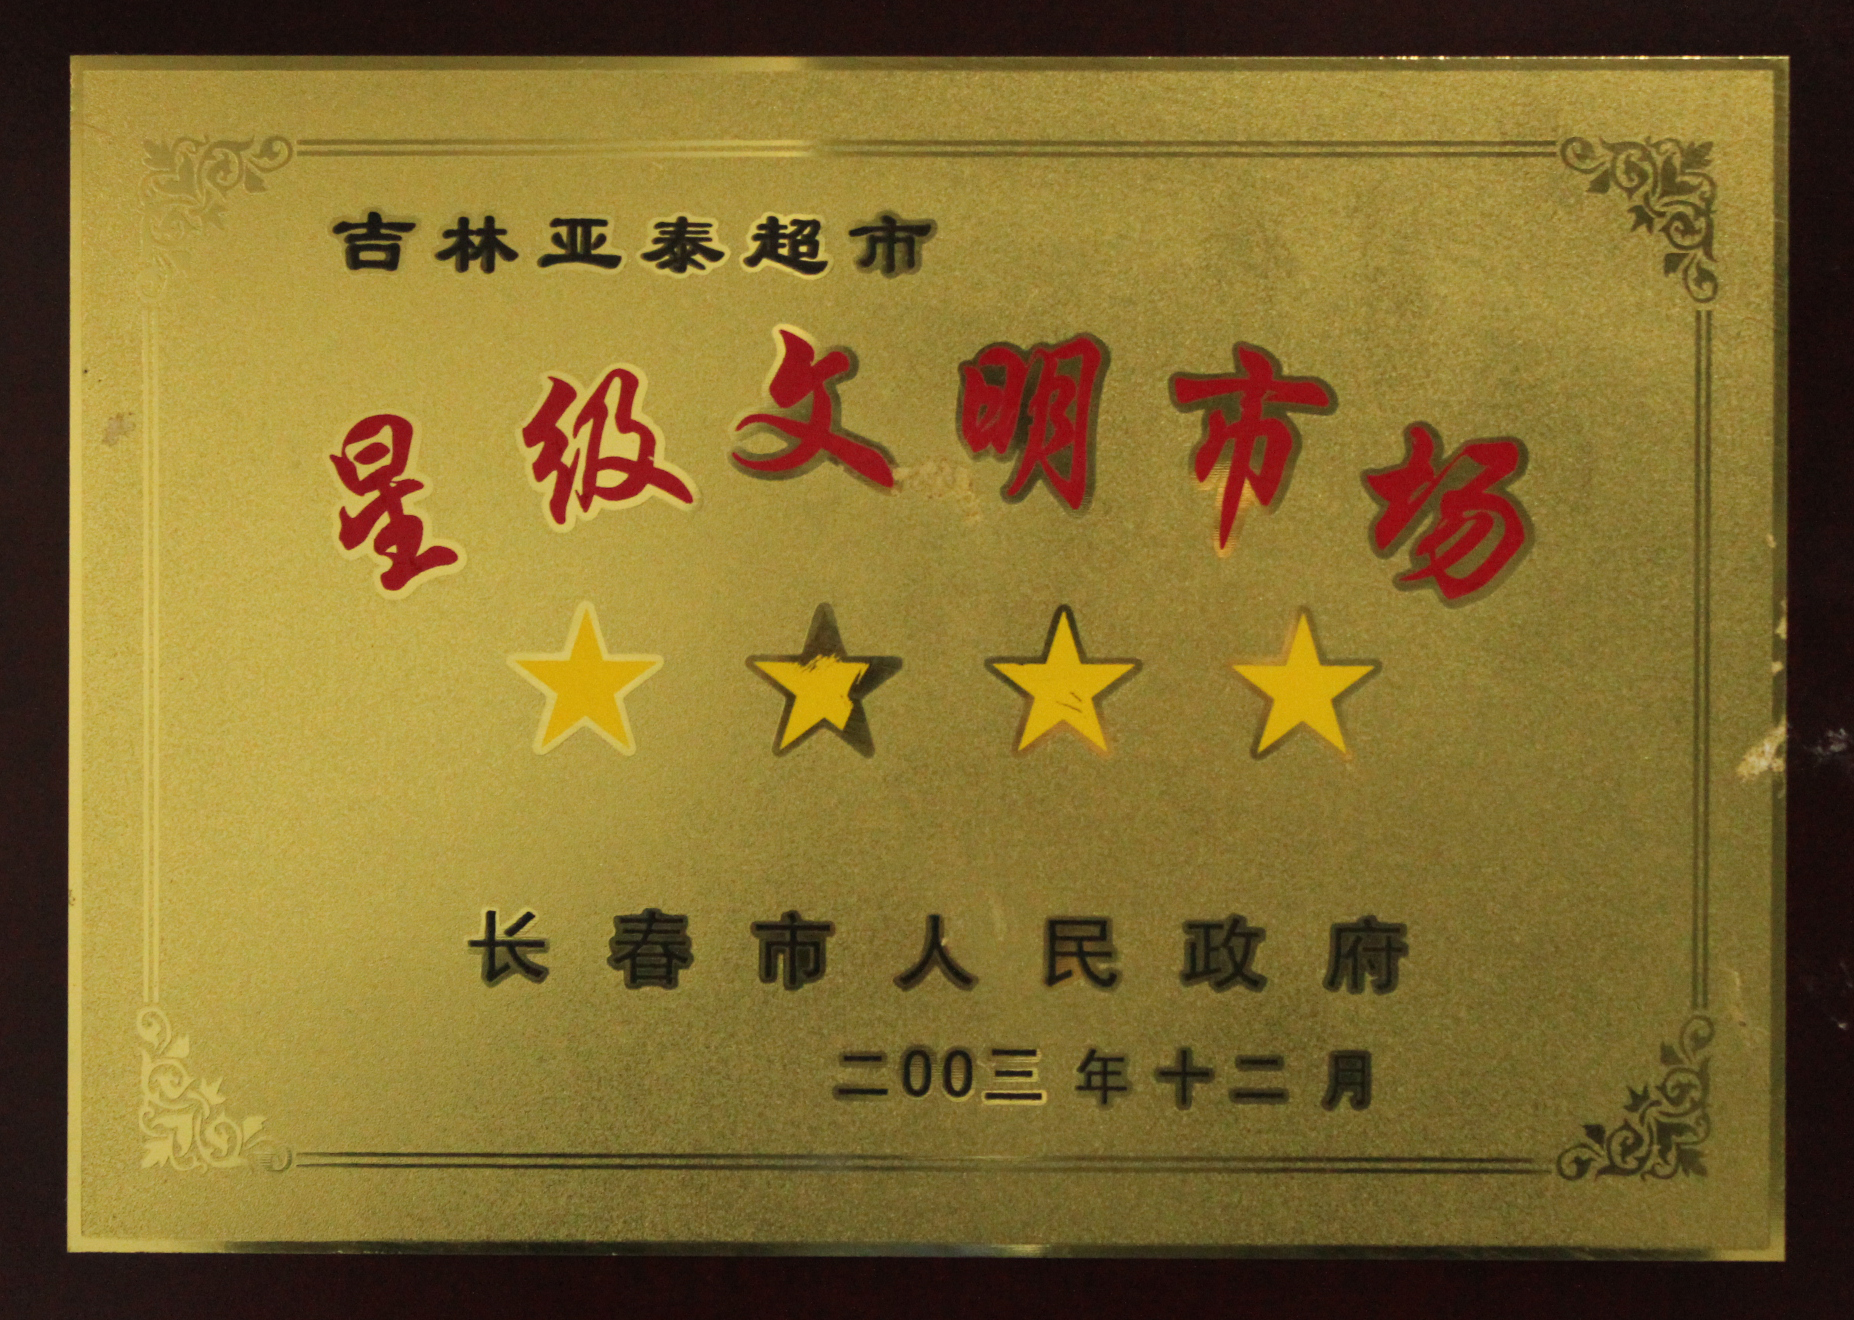 吉林亚泰超市
星级文明市场
长春市人民政府
二00三年十二月